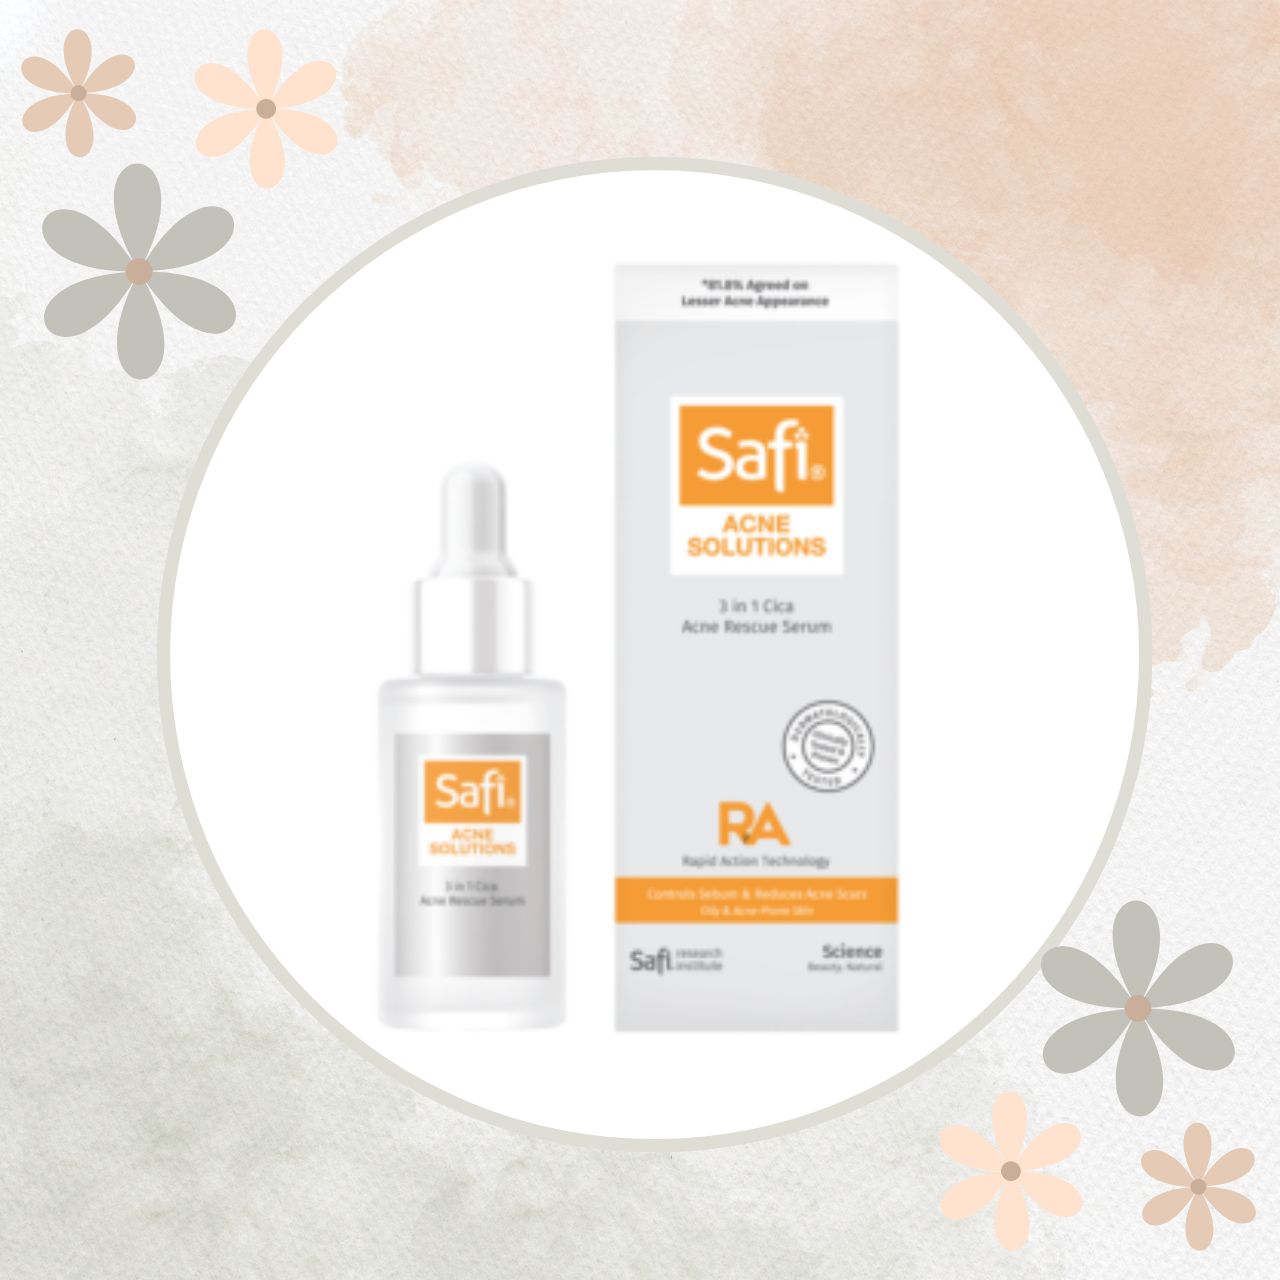 *81.8% Agreed on
Lesser Acne Appearance
Safi®
ACNE
SOLUTIONS
3 in 1 Cica
Acne Rescue Serum
DERMATOLOGICALLY
TESTED
RA
Rapid Action Technology
Controls Sebum & Reduces Acne Scars
Oily & Acne-Prone Skin
Safi research
institute
Science
Beauty. Natural
Safi®
ACNE
SOLUTIONS
3 in 1 Cica
Acne Rescue Serum